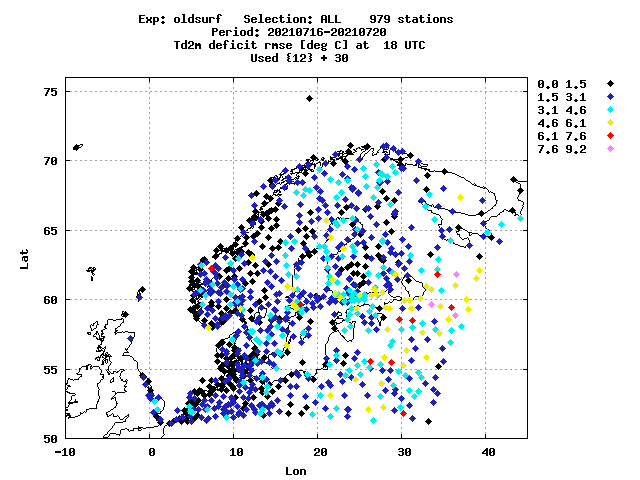 Exp: oldsurf   Selection: ALL    979 stations
Period: 20210716-20210720
Td2m deficit rmse [deg C] at  18 UTC
Used {12} + 30
0.0 1.5
1.5 3.1
3.1 4.6
4.6 6.1
6.1 7.6
7.6 9.2
75
70
65
60
55
50
Lat
-10 0 10 20 30 40
Lon